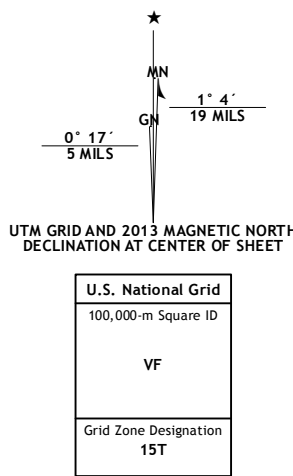 MN
1° 4´
19 MILS
GN
0° 17´
5 MILS
UTM GRID AND 2013 MAGNETIC NORTH
DECLINATION AT CENTER OF SHEET
U.S. National Grid
100,000-m Square ID
VF
Grid Zone Designation
15T